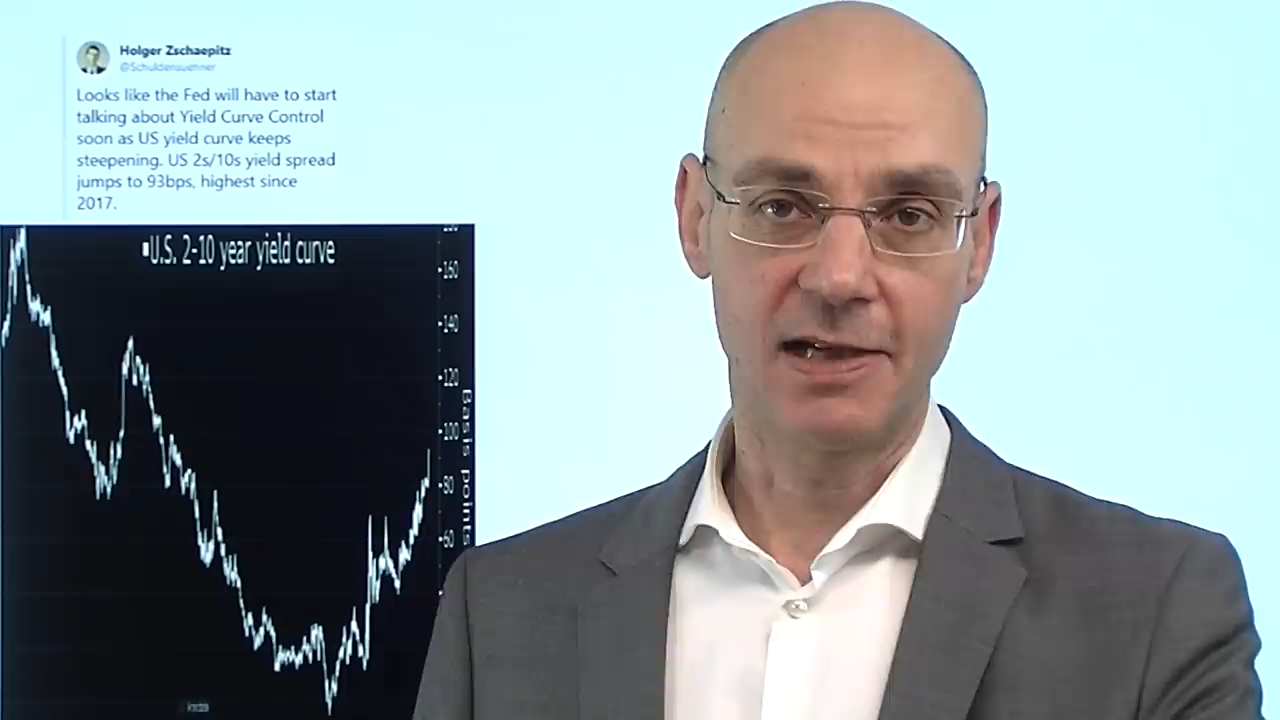 Holger Zschaepitz
@Schuldensuehner
Looks like the Fed will have to start
talking about Yield Curve Control
soon as US yield curve keeps
steepening. US 2s/10s yield spread
jumps to 93bps, highest since
2017.
U.S. 2-10 year yield curve
160
140
120
100
80
60
Basis points